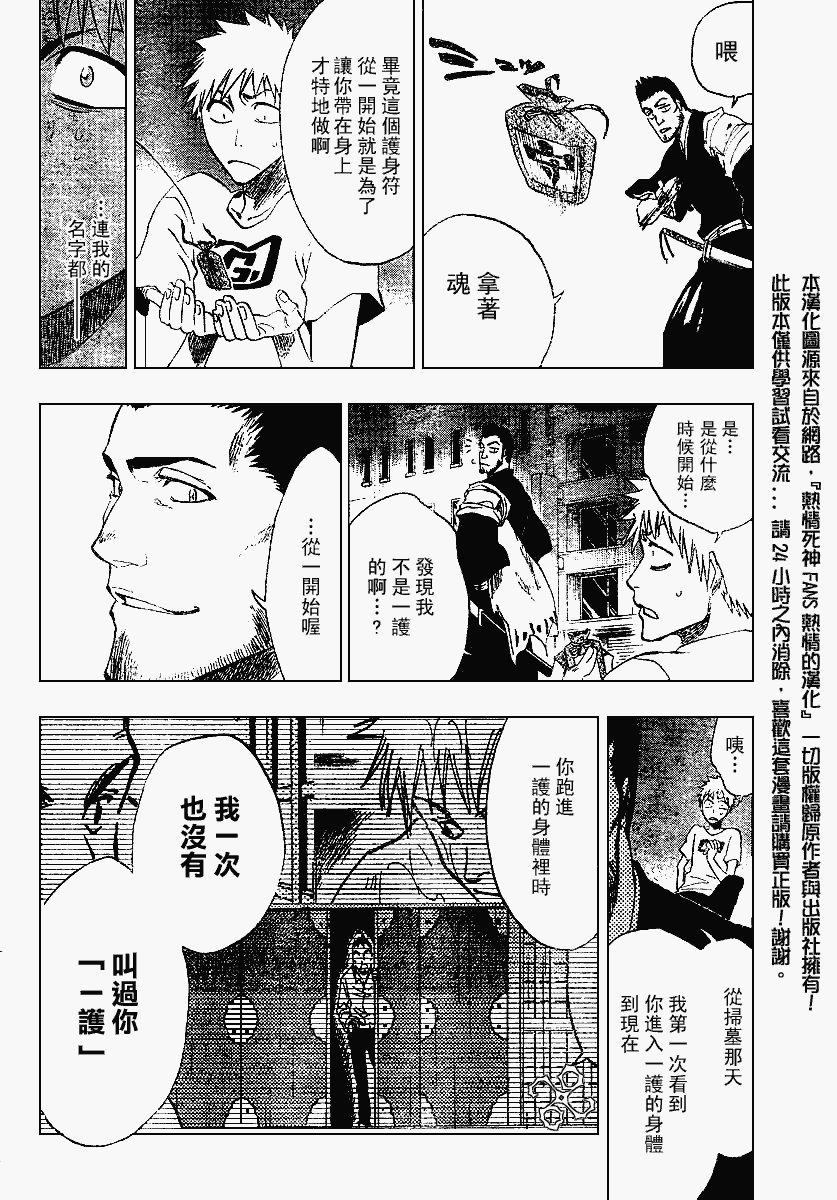 喂
拿著
魂
畢竟這個護身符
從一開始就是為了
讓你帶在身上
才特地做啊
…連我的
名字都
是…
是從什麼
時候開始…
發現我
不是一護
的啊…?
…從一開始喔
咦…
從掃墓那天
我第一次看到
你進入一護的身體
到現在
你跑進
一護的身體裡時
我一次
也沒有
叫過你
「一護」
本漢化圖源來自於網路，『熱情死神FANS熱情的漢化』一切版權歸原作者與出版社擁有！
此版本僅供學習試看交流...請24小時之內消除，喜歡這套漫畫請購買正版！謝謝。